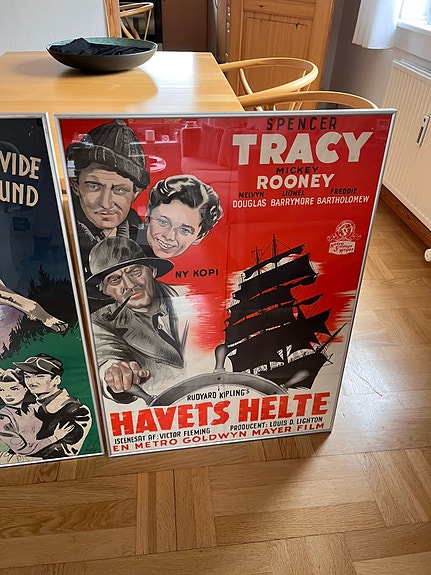 VIDE
UND
SPENCER
TRACY
MICKEY
ROONEY
MELVYN LIONEL FREDDIE
DOUGLAS BARRYMORE BARTHOLOMEW
NY KOPI
RUDYARD KIPLING'S
HAVETS HELTE
ISCENESAT AF: VICTOR FLEMING PRODUCENT: LOUIS D. LIGHTON
EN METRO GOLDWYN MAYER FILM